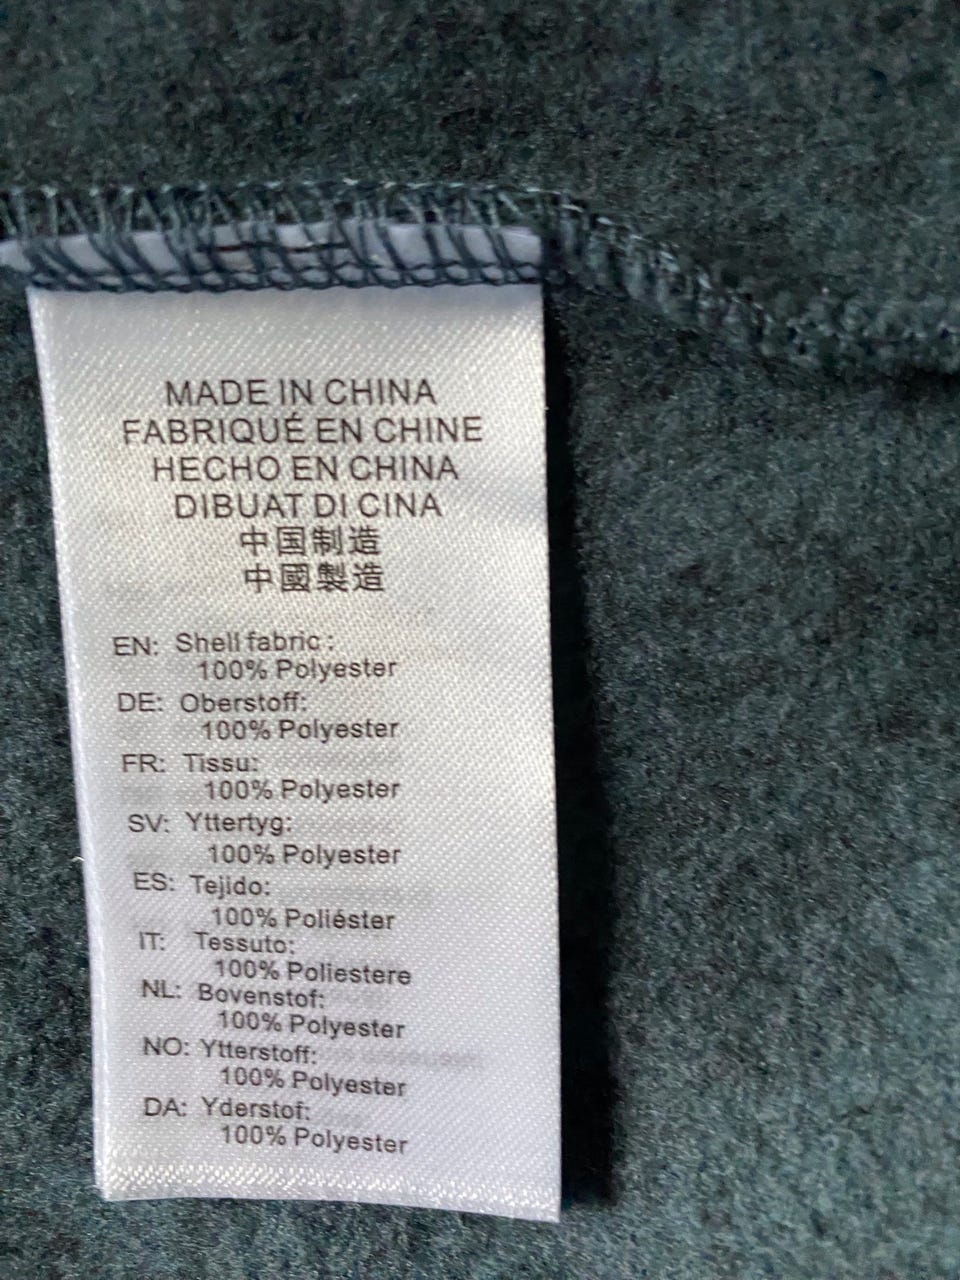 MADE IN CHINA
FABRIQUÉ EN CHINE
HECHO EN CHINA
DIBUAT DI CINA
中国制造
中國製造
EN: Shell fabric :
100% Polyester
DE: Oberstoff:
100% Polyester
FR: Tissu:
100% Polyester
SV: Yttertyg:
100% Polyester
ES: Tejido:
100% Poliéster
IT: Tessuto:
100% Poliestere
NL: Bovenstof:
100% Polyester
NO: Ytterstoff:
100% Polyester
DA: Yderstof:
100% Polyester